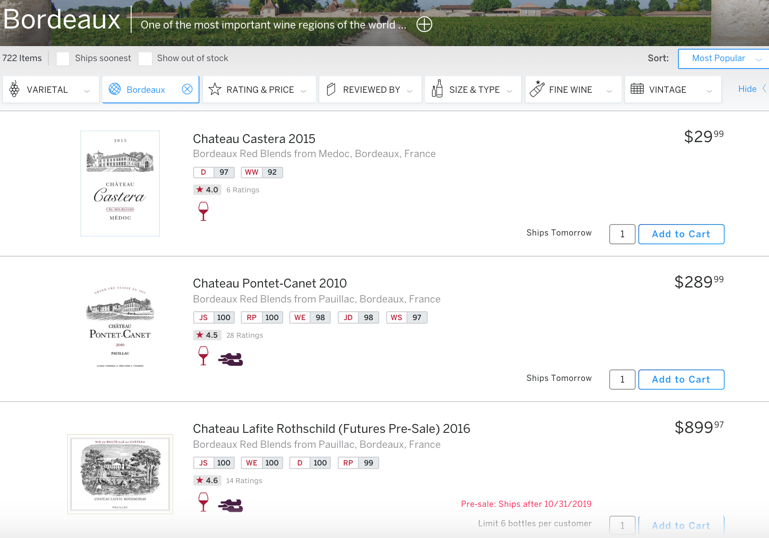 Bordeaux
One of the most important wine regions of the world ...
722 Items
Ships soonest
Show out of stock
Sort:
Most Popular
VARIETAL
Bordeaux
RATING & PRICE
REVIEWED BY
SIZE & TYPE
FINE WINE
VINTAGE
Hide
2015
CHÂTEAU
Castera
MÉDOC
Chateau Castera 2015
$29.99
Bordeaux Red Blends from Medoc, Bordeaux, France
D 97 WW 92
★ 4.0 6 Ratings
Ships Tomorrow
1
Add to Cart
CHÂTEAU
PONTET-CANET
2010
PAUILLAC
Chateau Pontet-Canet 2010
$289.99
Bordeaux Red Blends from Pauillac, Bordeaux, France
JS 100 RP 100 WE 98 JD 98 WS 97
★ 4.5 28 Ratings
Ships Tomorrow
1
Add to Cart
CHATEAU LAFITE ROTHSCHILD
PAUILLAC
Chateau Lafite Rothschild (Futures Pre-Sale) 2016
$899.97
Bordeaux Red Blends from Pauillac, Bordeaux, France
JS 100 WE 100 D 100 RP 99
★ 4.6 14 Ratings
Pre-sale: Ships after 10/31/2019
Limit 6 bottles per customer
1
Add to Cart